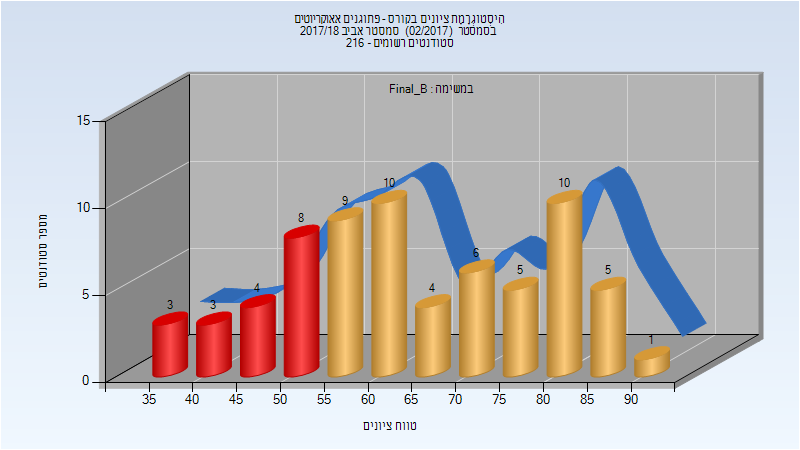 היסטוגרמת ציונים בקורס - פתוגנים אאוקריוטים
בסמסטר (02/2017) סמסטר אביב 2017/18
סטודנטים רשומים - 216
במשימה : Final_B
מספר סטודנטים
15
10
5
0
3
3
4
8
9
10
4
6
5
10
5
1
35 40 45 50 55 60 65 70 75 80 85 90
טווח ציונים